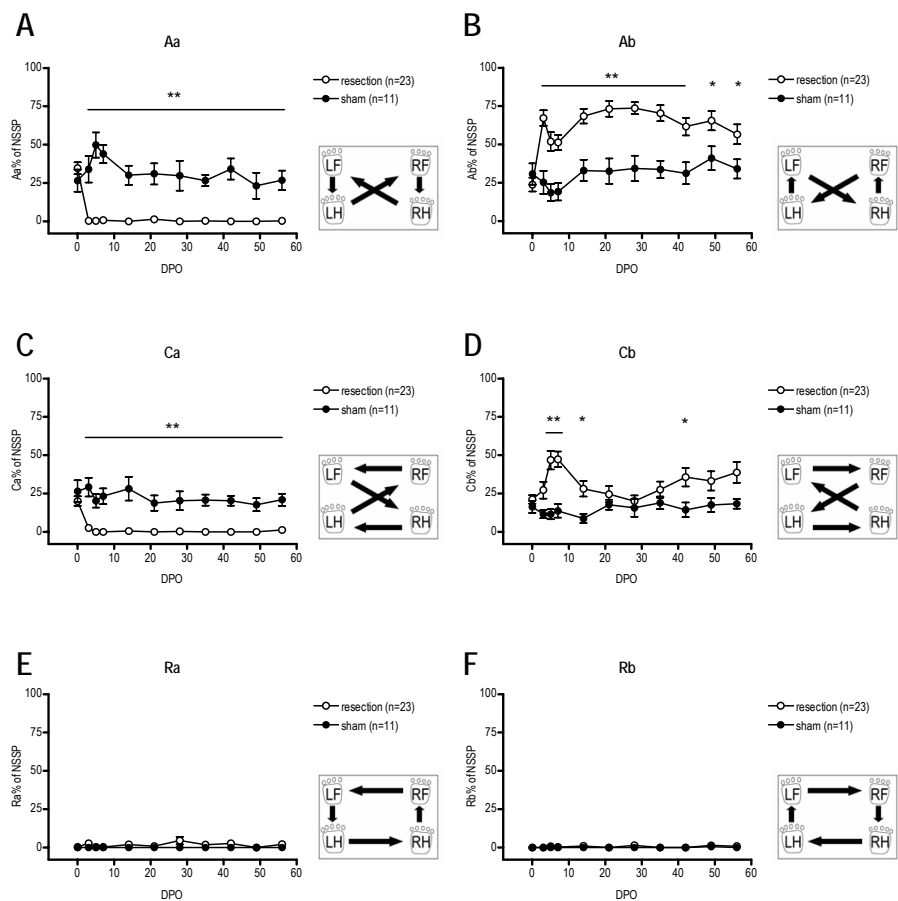 A
Aa
Aa% of NSSP
100
75
50
25
0
**
0 10 20 30 40 50 60
DPO
resection (n=23)
sham (n=11)
LF RF
LH RH
B
Ab
Ab% of NSSP
100
75
50
25
0
** * *
0 10 20 30 40 50 60
DPO
resection (n=23)
sham (n=11)
LF RF
LH RH
C
Ca
Ca% of NSSP
100
75
50
25
0
**
0 10 20 30 40 50 60
DPO
resection (n=23)
sham (n=11)
LF RF
LH RH
D
Cb
Cb% of NSSP
100
75
50
25
0
** * *
0 10 20 30 40 50 60
DPO
resection (n=23)
sham (n=11)
LF RF
LH RH
E
Ra
Ra% of NSSP
100
75
50
25
0
0 10 20 30 40 50 60
DPO
resection (n=23)
sham (n=11)
LF RF
LH RH
F
Rb
Rb% of NSSP
100
75
50
25
0
0 10 20 30 40 50 60
DPO
resection (n=23)
sham (n=11)
LF RF
LH RH